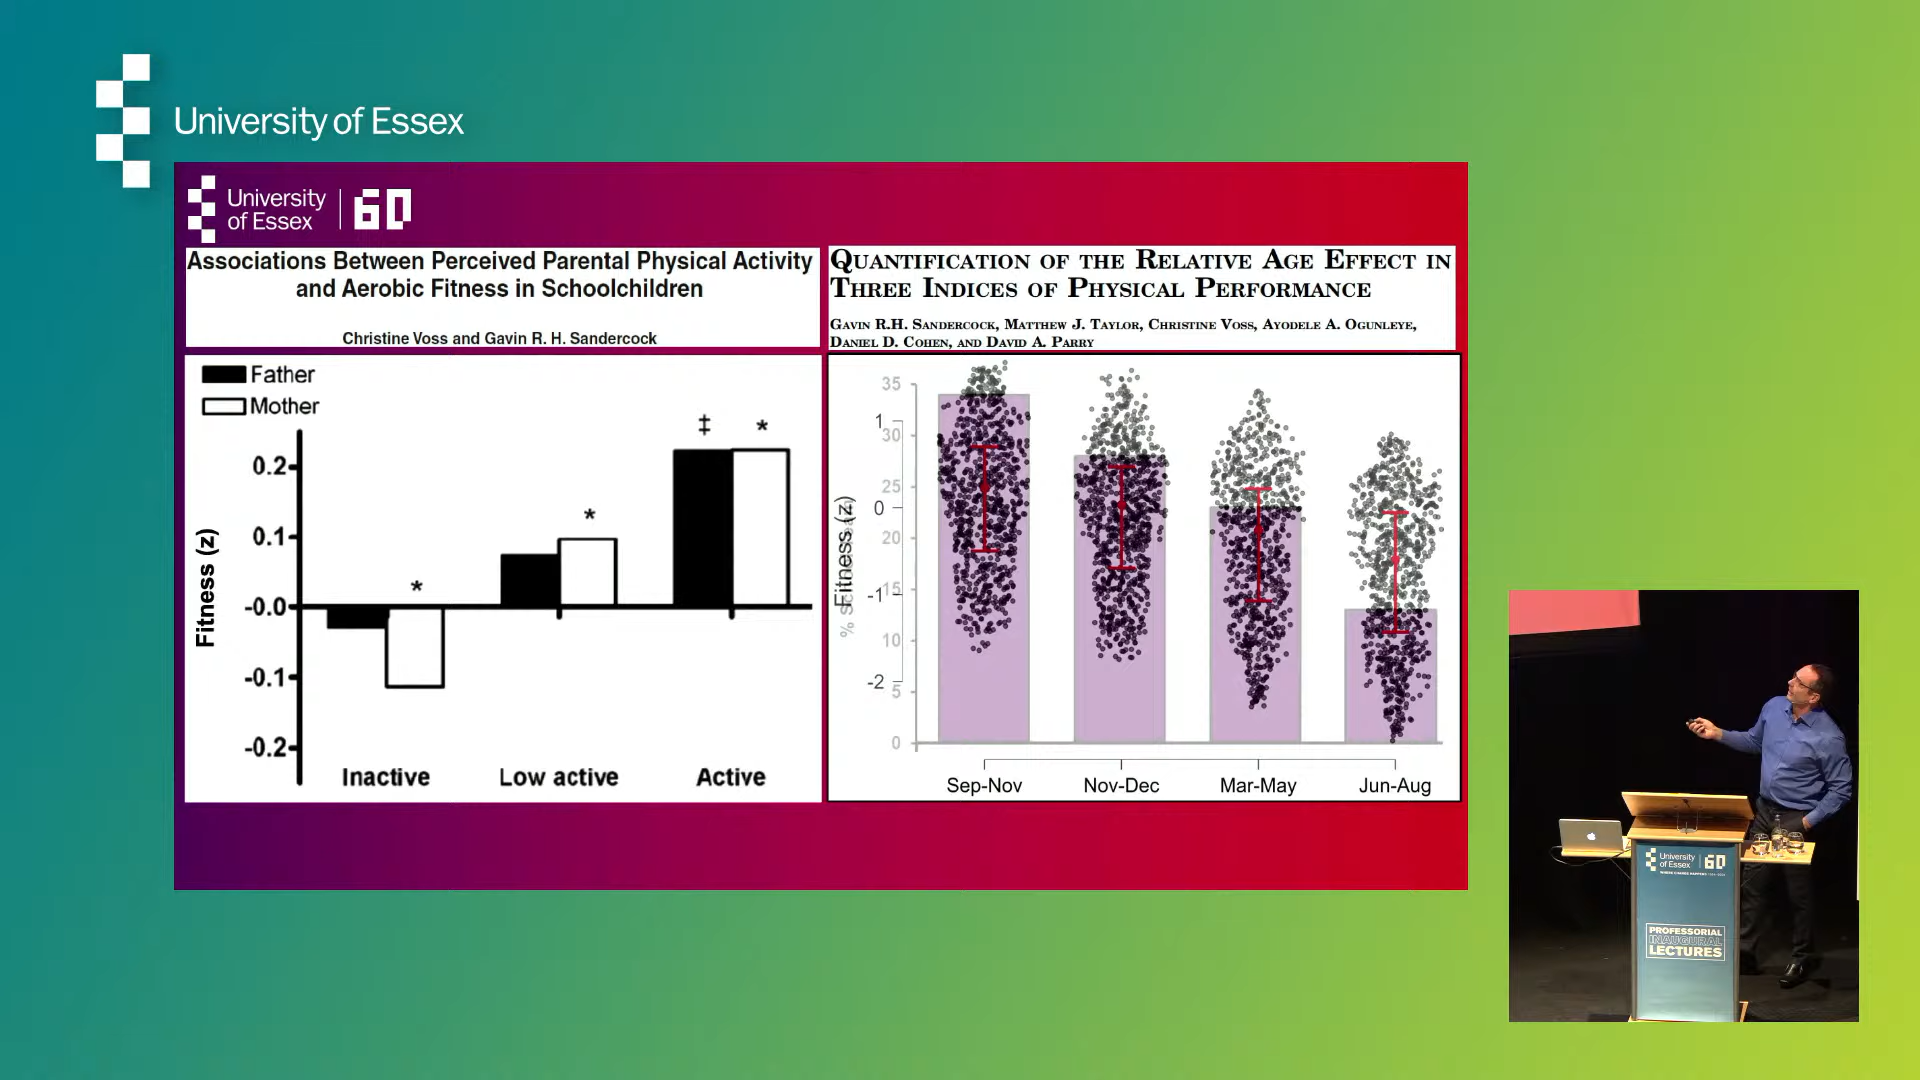 University of Essex
University
of Essex
60
Associations Between Perceived Parental Physical Activity
and Aerobic Fitness in Schoolchildren
Christine Voss and Gavin R. H. Sandercock
Father
Mother
‡
*
*
*
0.2
0.1
-0.0
-0.1
-0.2
Fitness (z)
Inactive
Low active
Active
QUANTIFICATION OF THE RELATIVE AGE EFFECT IN
THREE INDICES OF PHYSICAL PERFORMANCE
GAVIN R.H. SANDERCOCK, MATTHEW J. TAYLOR, CHRISTINE VOSS, AYODELE A. OGUNLEYE,
DANIEL D. COHEN, AND DAVID A. PARRY
35
30
25
20
15
10
5
0
1
0
-1
-2
Fitness (z)
%
Sep-Nov
Nov-Dec
Mar-May
Jun-Aug
University
of Essex
60
PROFESSORIAL
INAUGURAL
LECTURES